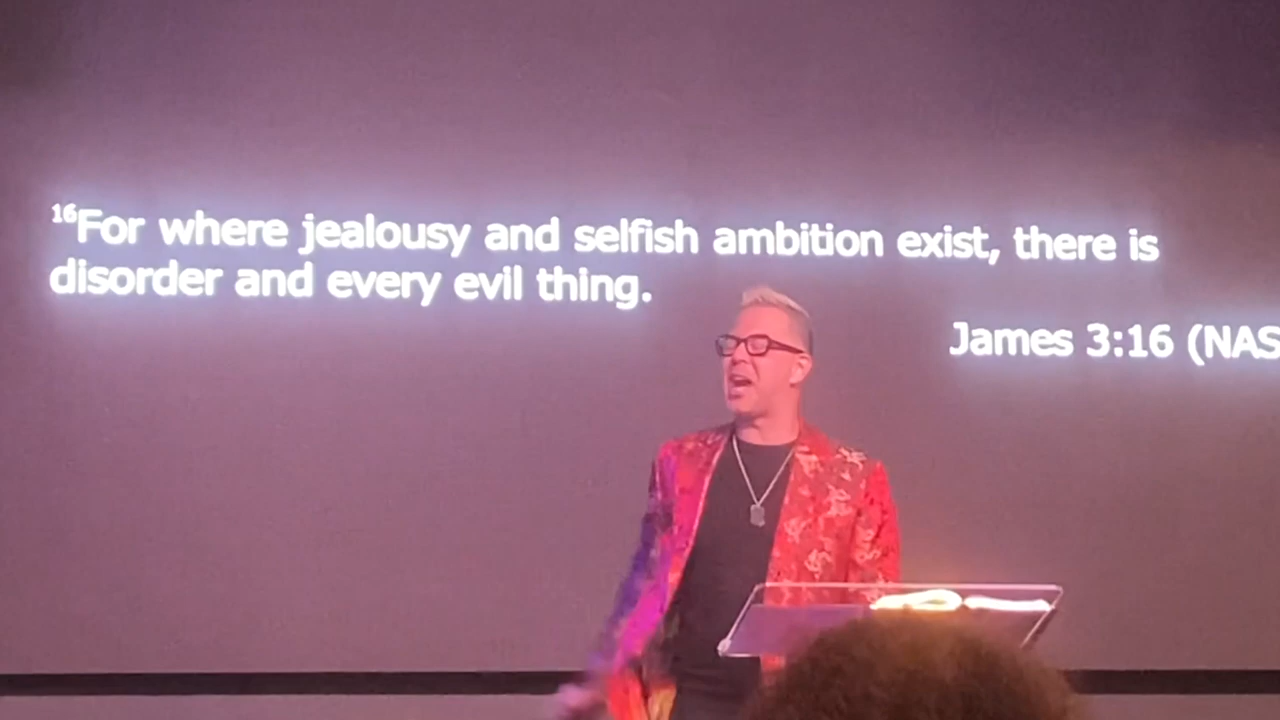 ¹⁶For where jealousy and selfish ambition exist, there is
disorder and every evil thing.
James 3:16 (NAS